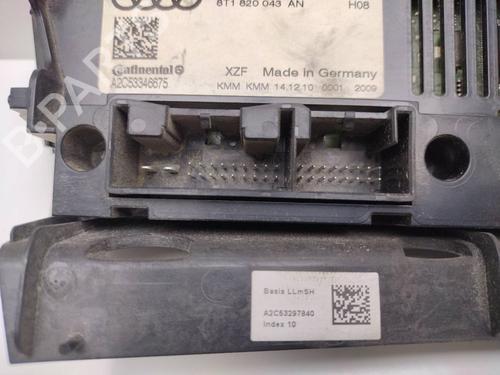 8T1 820 043 AN H08
Continental
A2C53346675
XZF Made in Germany
KMM KMM 14.12.10 0001 2009
Basis LLmSH
A2C53297840
Index 10